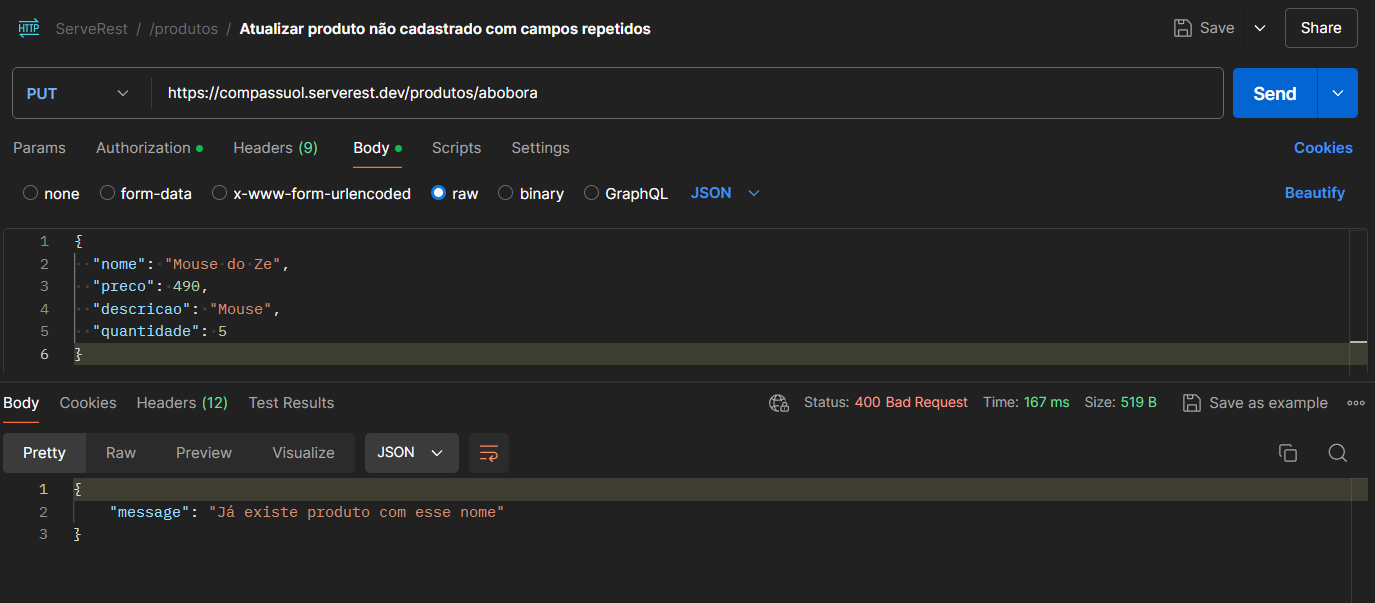 HTTP ServeRest / /produtos / Atualizar produto não cadastrado com campos repetidos Save Share
PUT https://compassuol.serverest.dev/produtos/abobora Send
Params Authorization Headers (9) Body Scripts Settings Cookies
none form-data x-www-form-urlencoded raw binary GraphQL JSON Beautify
1 {
2 "nome": "Mouse do Ze",
3 "preco": 490,
4 "descricao": "Mouse",
5 "quantidade": 5
6 }
Body Cookies Headers (12) Test Results Status: 400 Bad Request Time: 167 ms Size: 519 B Save as example
Pretty Raw Preview Visualize JSON
1 {
2 "message": "Já existe produto com esse nome"
3 }